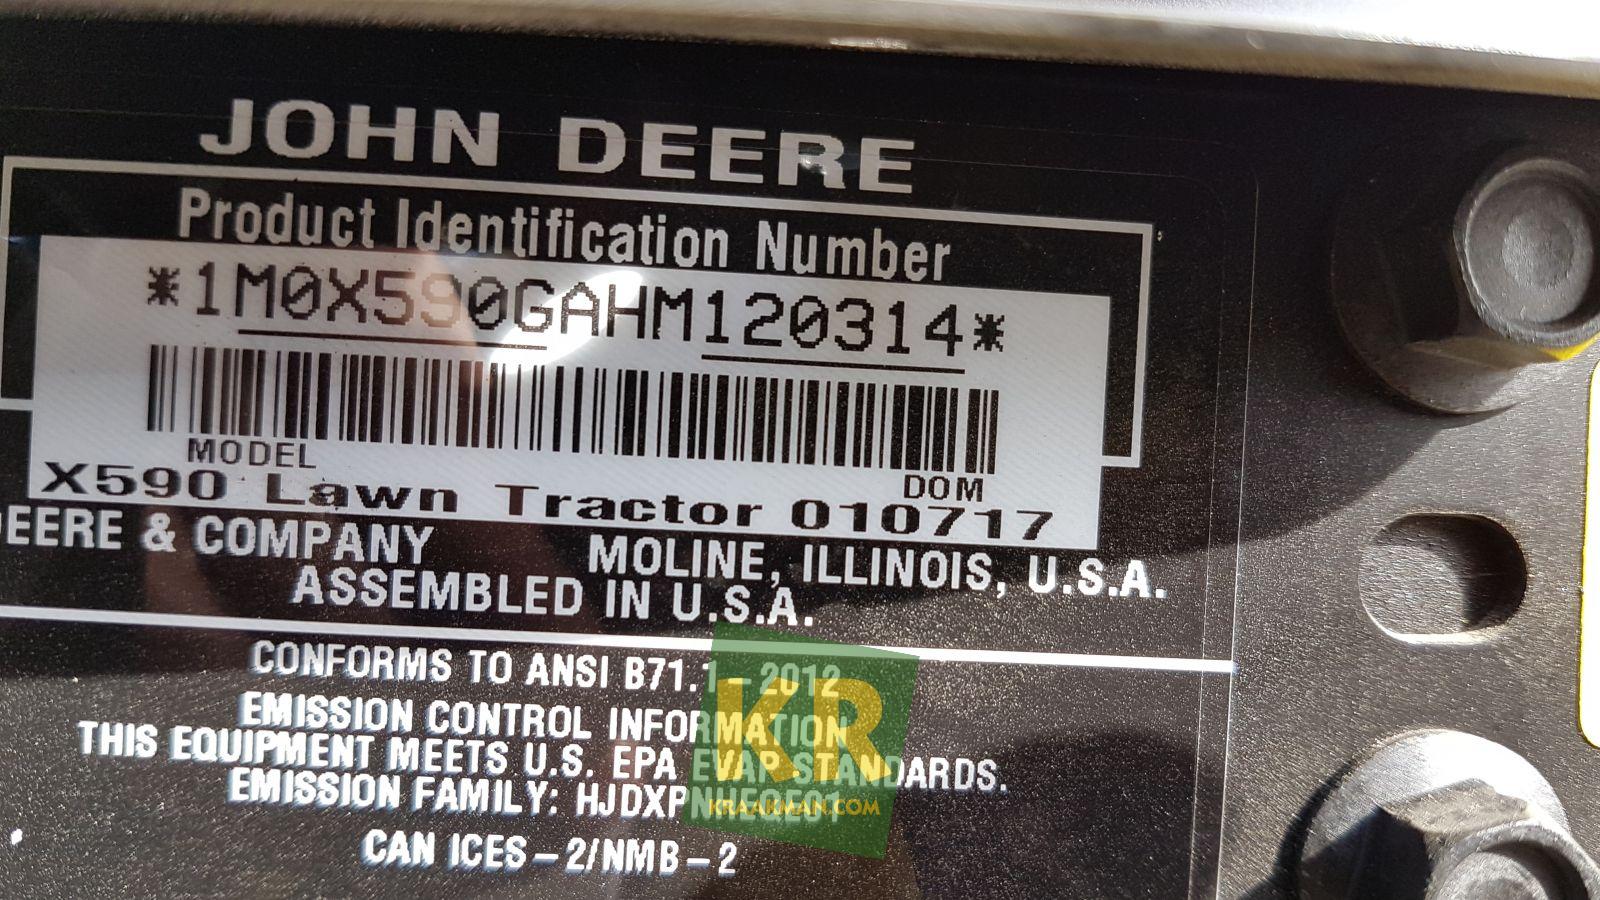 JOHN DEERE
Product Identification Number
*1M0X590GAHM120314*
MODEL
DOM
X590 Lawn Tractor 010717
DEERE & COMPANY MOLINE, ILLINOIS, U.S.A.
ASSEMBLED IN U.S.A.
CONFORMS TO ANSI B71.1 - 2012
EMISSION CONTROL INFORMATION
THIS EQUIPMENT MEETS U.S. EPA EVAP STANDARDS.
EMISSION FAMILY:
CAN ICES - 2/NMB - 2
KR
KRAAKMAN.COM